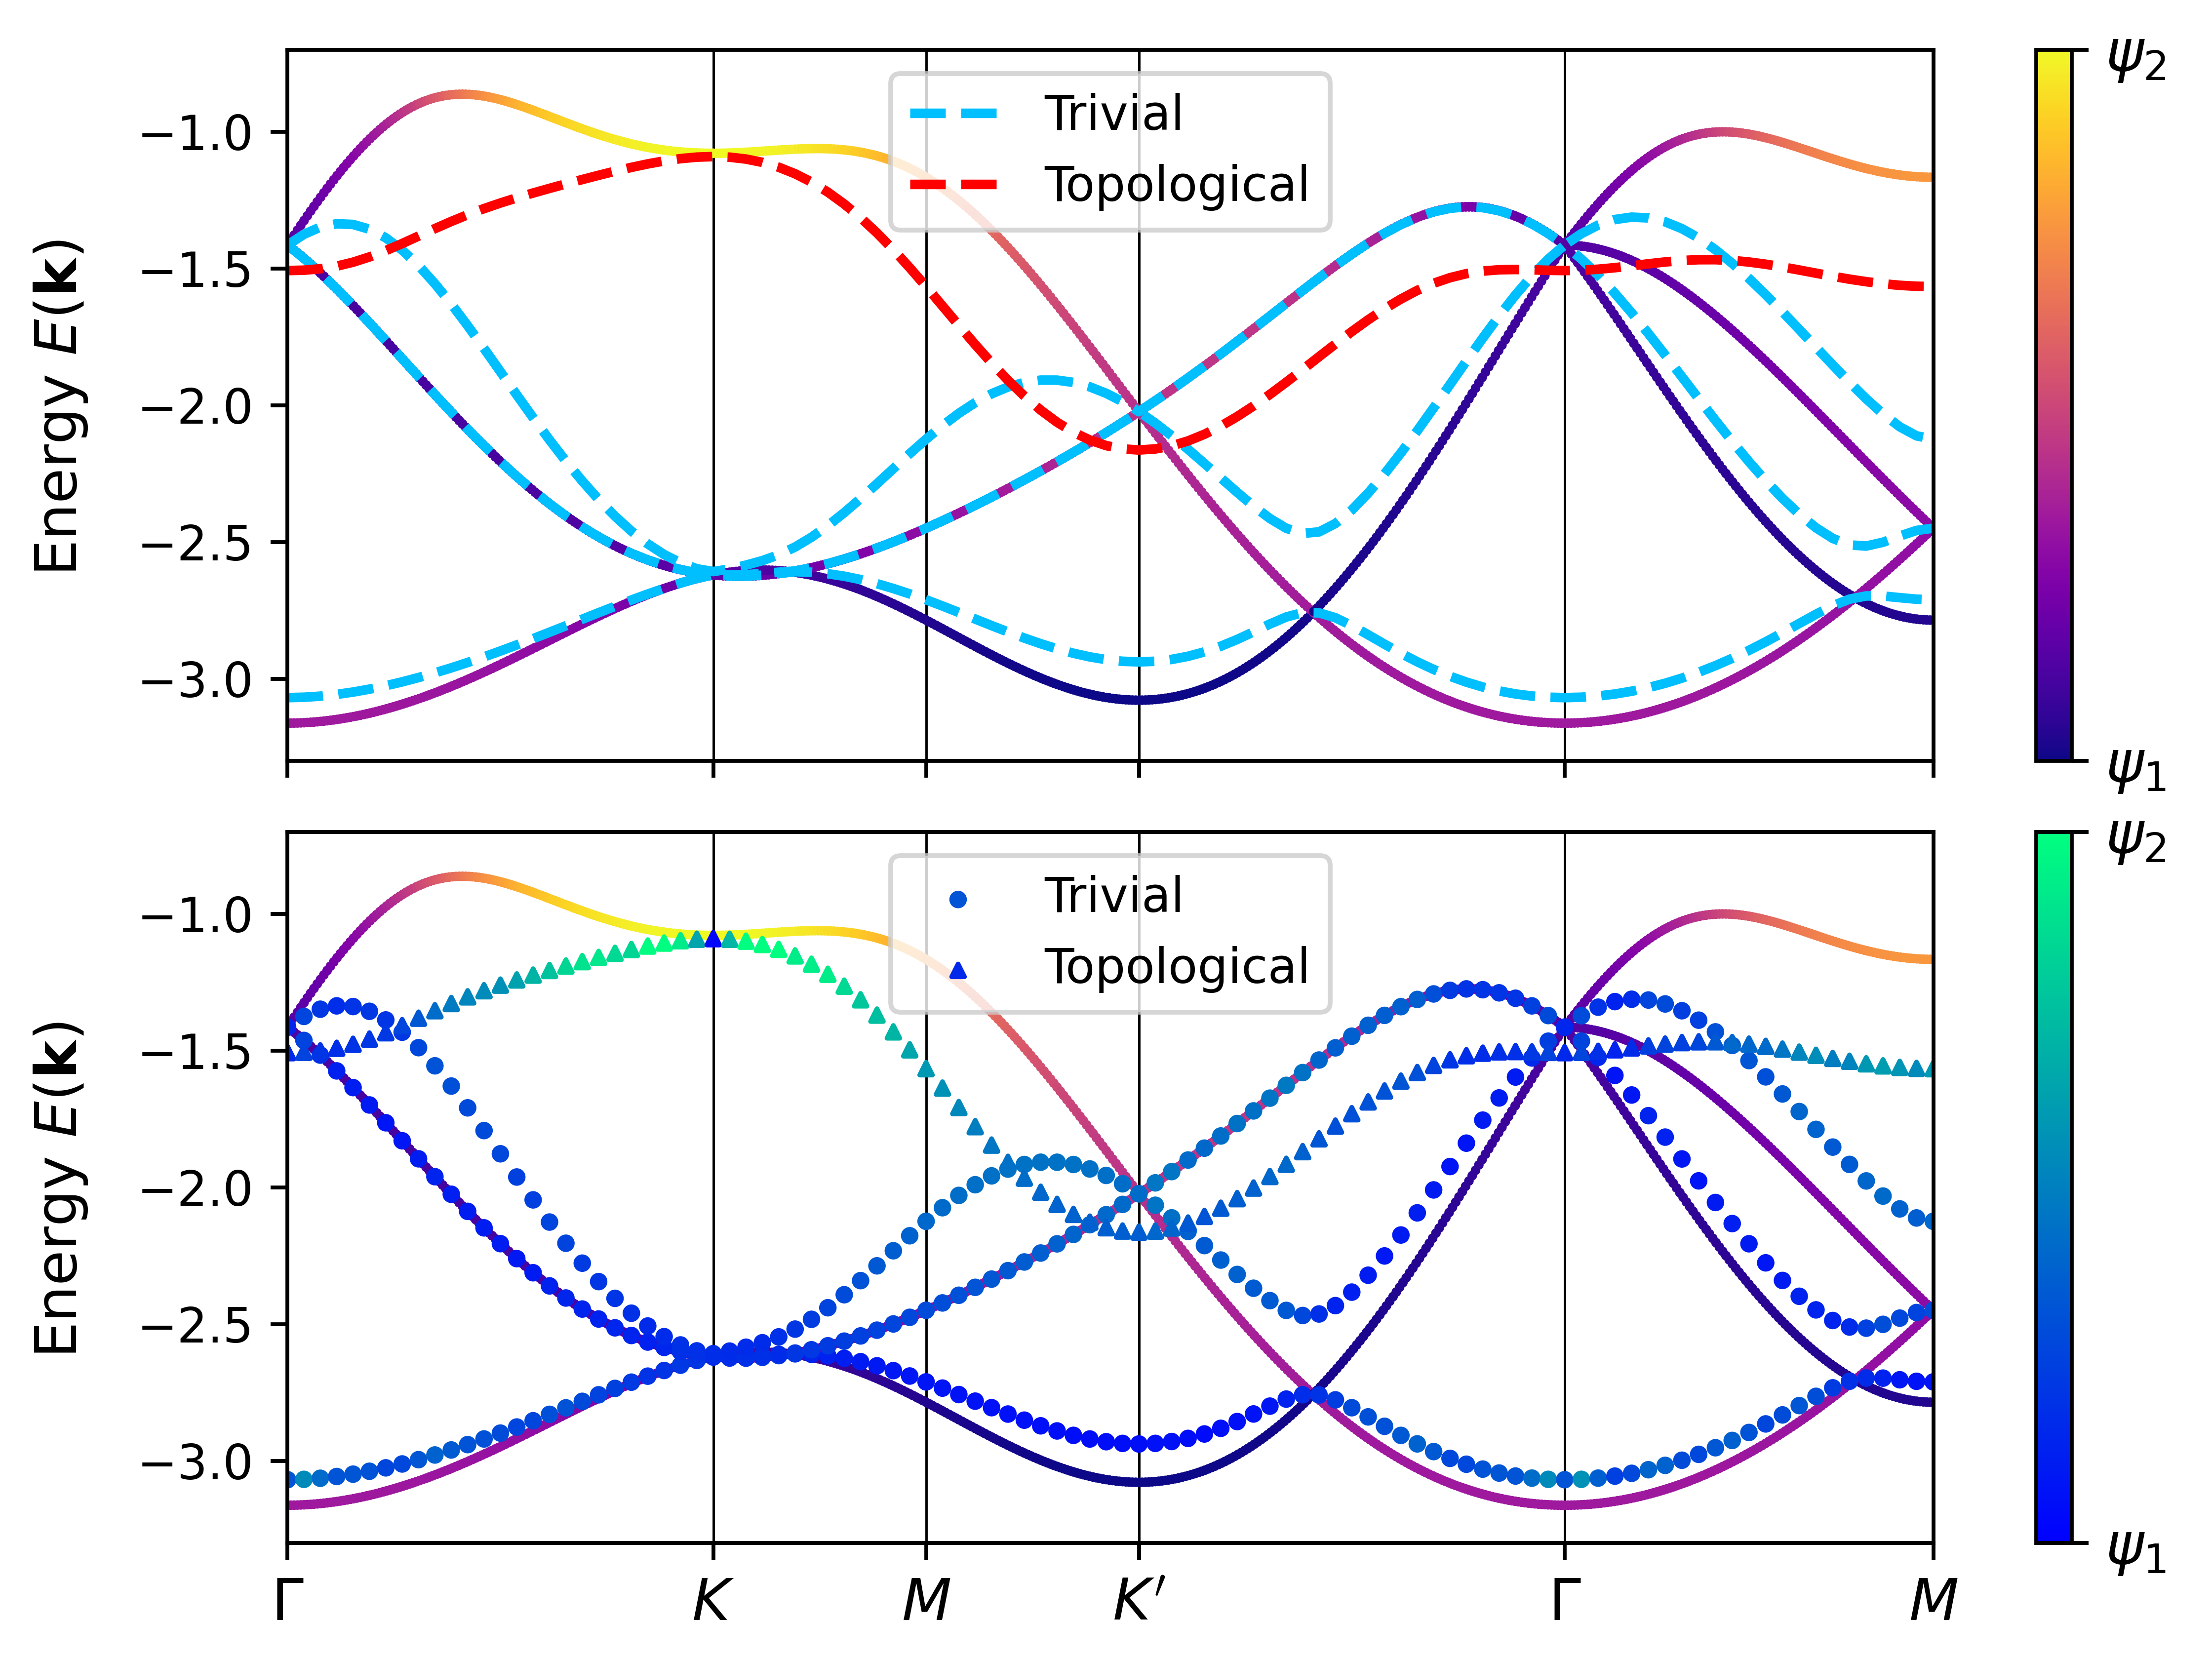 Energy E(k)
−1.0
−1.5
−2.0
−2.5
−3.0
Trivial
Topological
ψ2
ψ1
Energy E(k)
−1.0
−1.5
−2.0
−2.5
−3.0
Trivial
Topological
ψ2
ψ1
Γ K M K′ Γ M